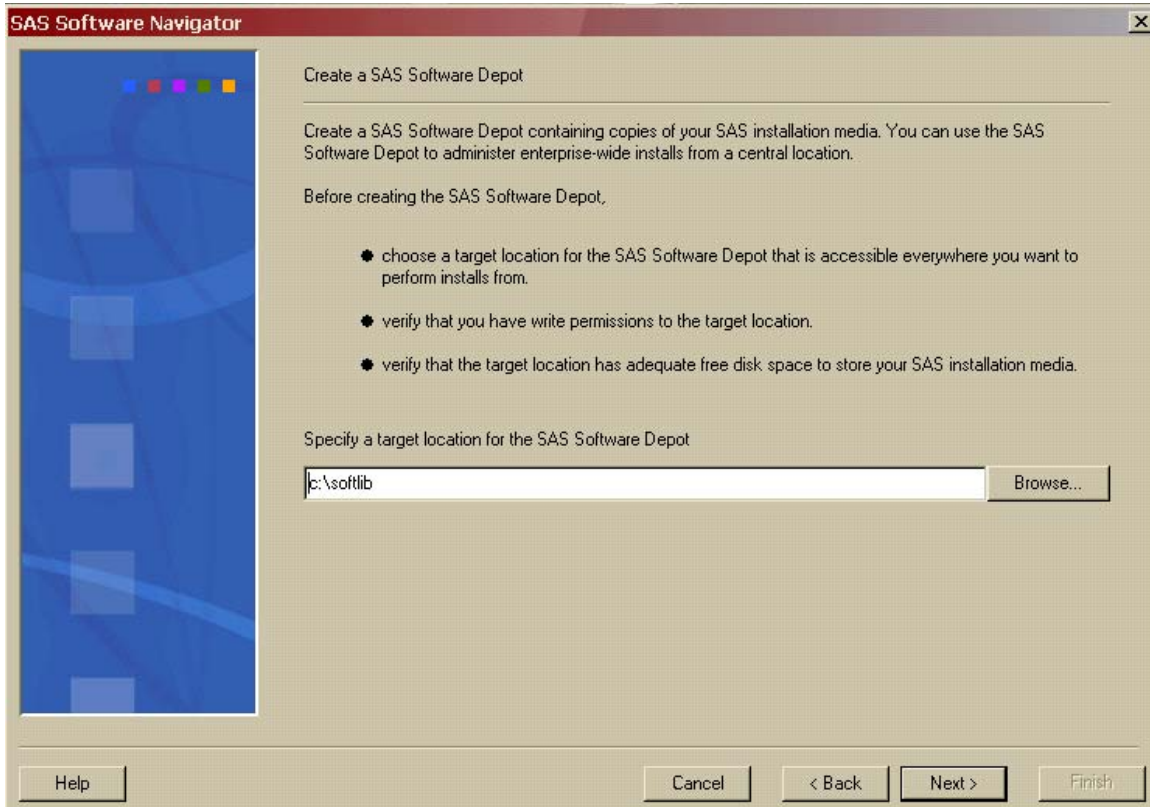 SAS Software Navigator
Create a SAS Software Depot
Create a SAS Software Depot containing copies of your SAS installation media. You can use the SAS
Software Depot to administer enterprise-wide installs from a central location.
Before creating the SAS Software Depot,
choose a target location for the SAS Software Depot that is accessible everywhere you want to
perform installs from.
verify that you have write permissions to the target location.
verify that the target location has adequate free disk space to store your SAS installation media.
Specify a target location for the SAS Software Depot
c:\softlib
Browse...
Help
Cancel
< Back
Next >
Finish